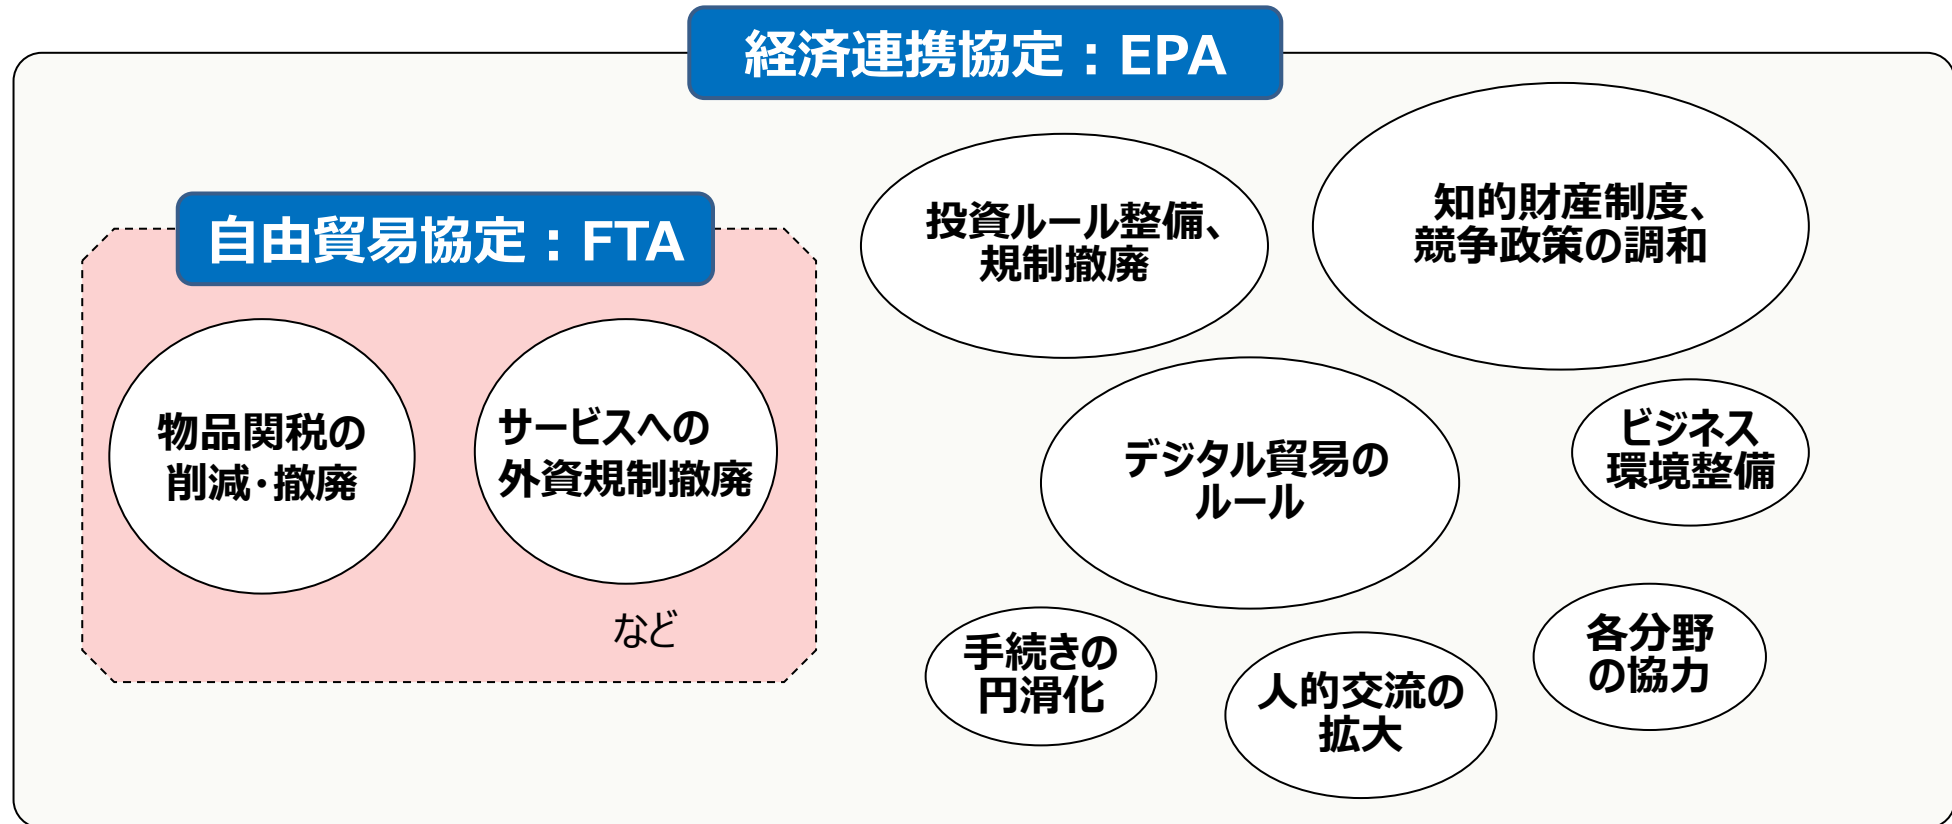 経済連携協定：EPA
自由貿易協定：FTA
物品関税の
削減・撤廃
サービスへの
外資規制撤廃
など
投資ルール整備、
規制撤廃
知的財産制度、
競争政策の調和
デジタル貿易の
ルール
ビジネス
環境整備
手続きの
円滑化
人的交流の
拡大
各分野
の協力